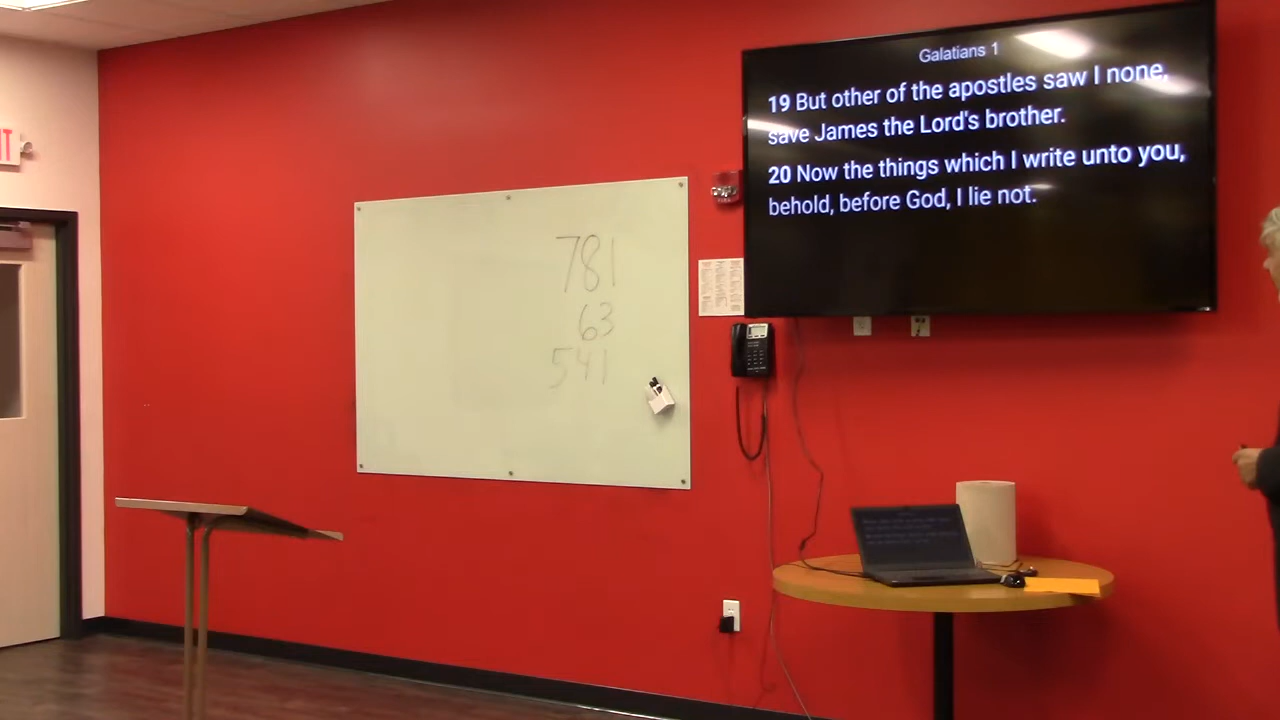 IT
781
63
541
Galatians 1
19 But other of the apostles saw I none,
save James the Lord's brother.
20 Now the things which I write unto you,
behold, before God, I lie not.